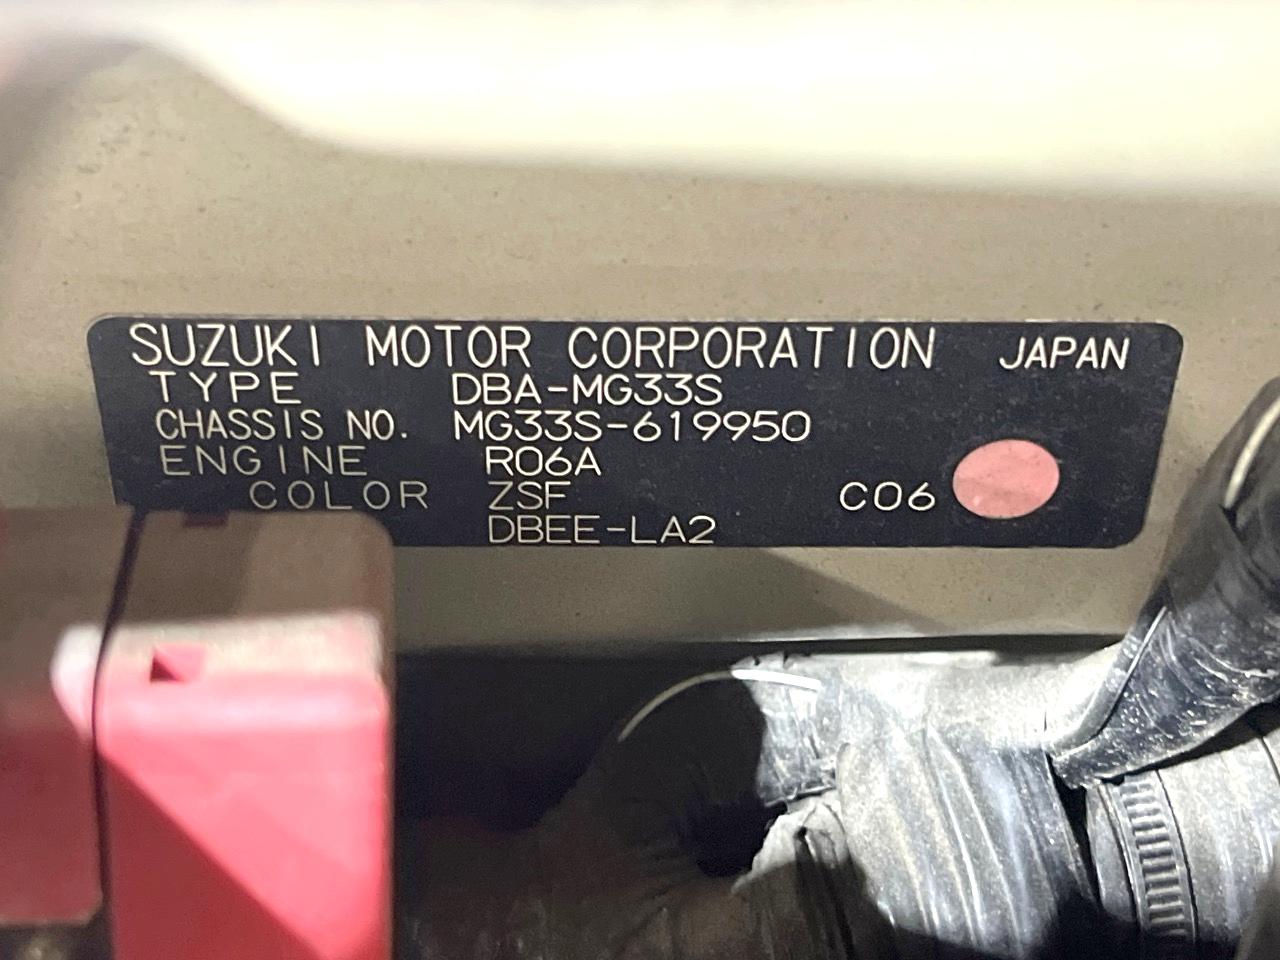 SUZUKI MOTOR CORPORATION JAPAN
TYPE DBA-MG33S
CHASSIS NO. MG33S-619950
ENGINE R06A
COLOR ZSF C06
DBEE-LA2